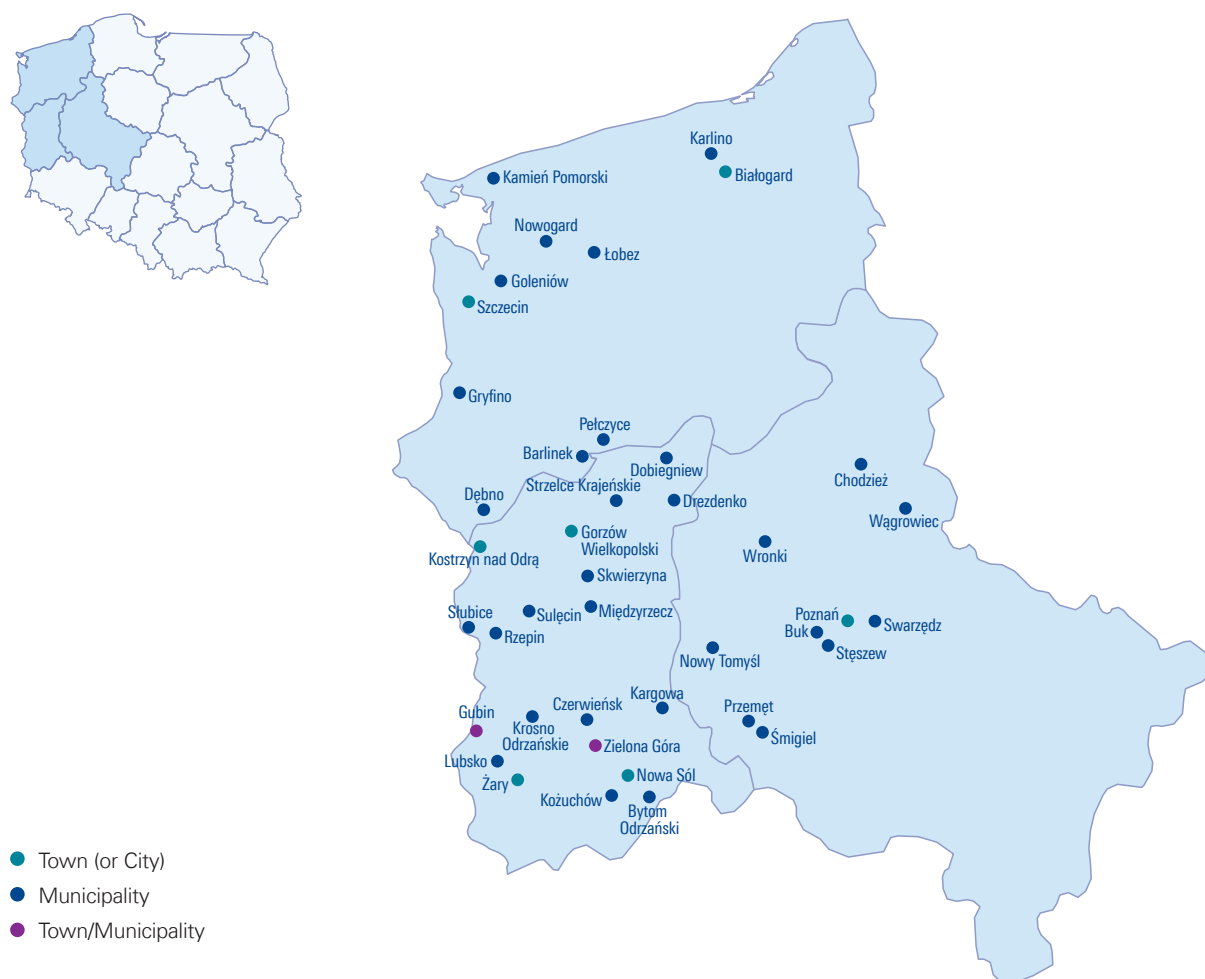 Karlino
Białogard
Kamień Pomorski
Nowogard
Łobez
Goleniów
Szczecin
Gryfino
Pełczyce
Barlinek
Dobiegniew
Chodzież
Strzelce Krajeńskie
Dębno
Drezdenko
Wągrowiec
Gorzów
Wielkopolski
Kostrzyn nad Odrą
Wronki
Skwierzyna
Słubice
Sulęcin
Międzyrzecz
Poznań
Swarzędz
Rzepin
Buk
Stęszew
Nowy Tomyśl
Kargowa
Gubin
Czerwieńsk
Przemęt
Krosno
Odrzańskie
Śmigiel
Zielona Góra
Lubsko
Żary
Nowa Sól
Kożuchów
Bytom
Odrzański
Town (or City)
Municipality
Town/Municipality